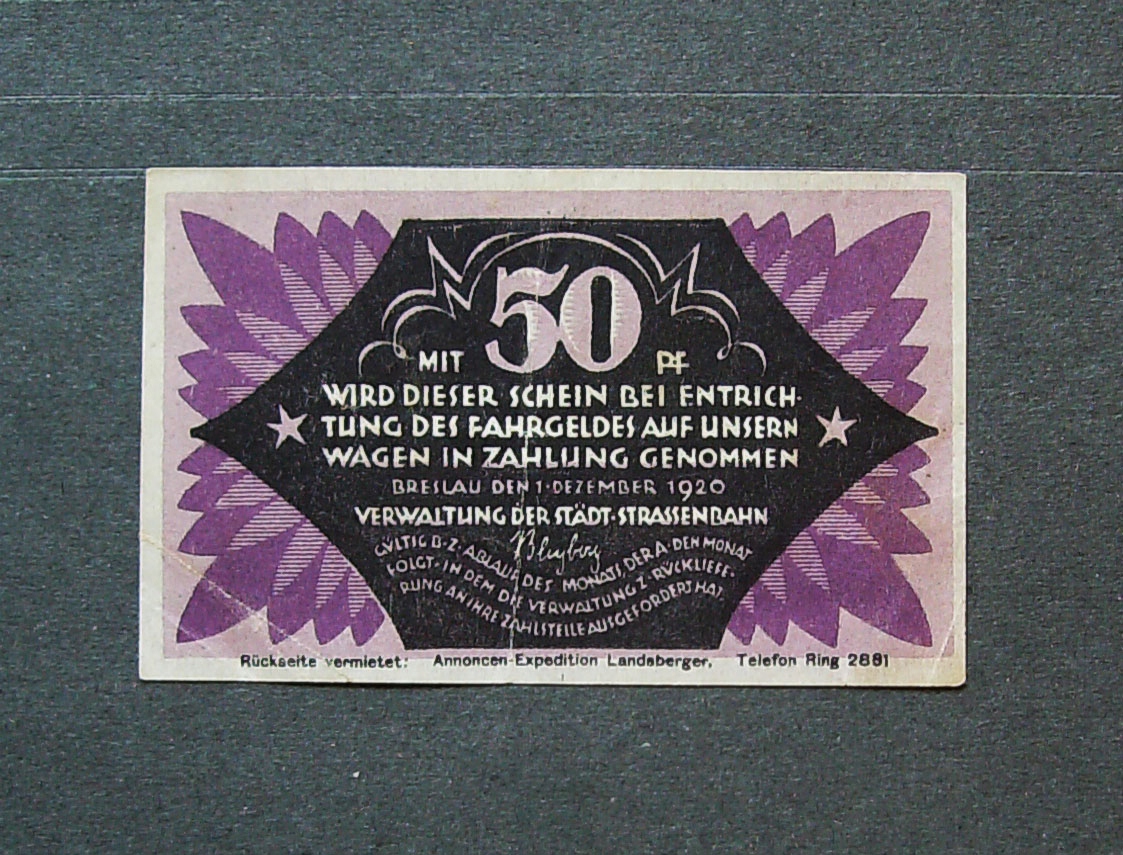 MIT 50 PF
WIRD DIESER SCHEIN BEI ENTRICH-
TUNG DES FAHRGELDES AUF UNSERN
WAGEN IN ZAHLUNG GENOMMEN
BRESLAU DEN 1·DEZEMBER 1920
VERWALTUNG DER STÄDT·STRASSENBAHN
GÜLTIG B·Z·ABLAUF DES MONATS, DER A·DEN MONAT
FOLGT·IN DEM DIE VERWALTUNG Z·RÜCKLIEFE-
RUNG AN IHRE ZAHLSTELLE AUSGEFORDERT HAT.
Rückseite vermietet: Annoncen-Expedition Landsberger, Telefon Ring 2881